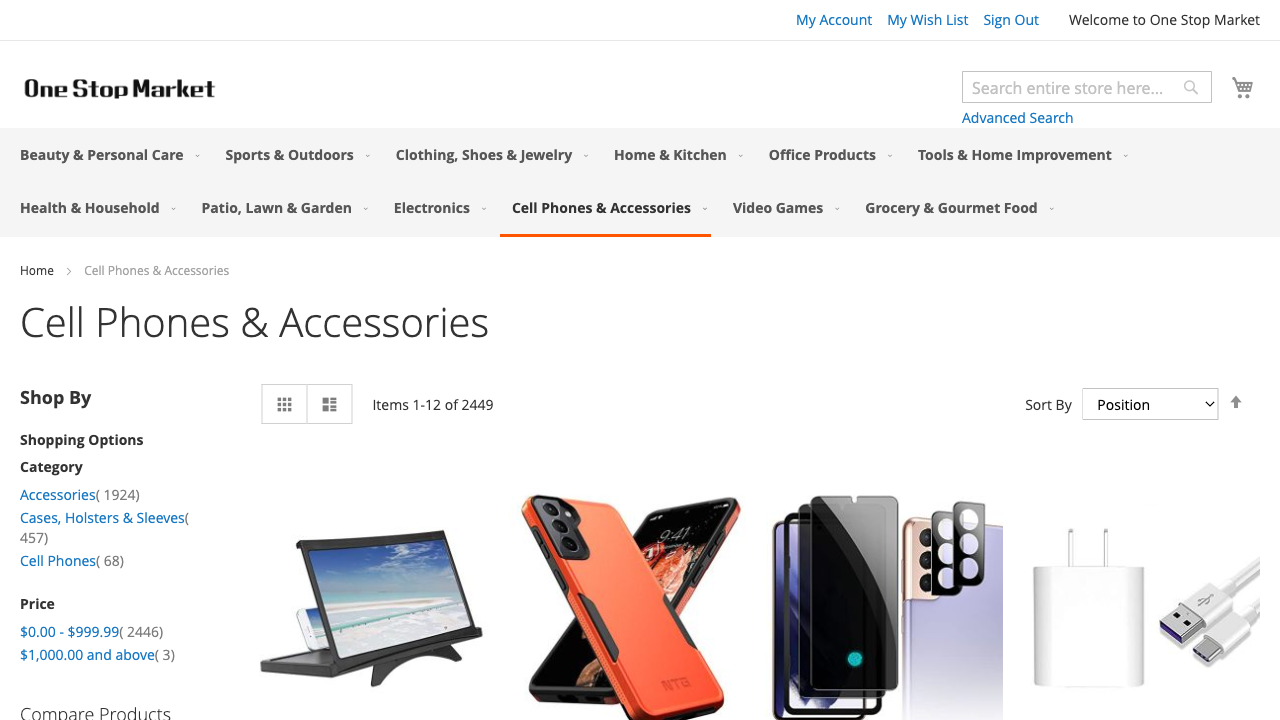 My Account My Wish List Sign Out Welcome to One Stop Market
One Stop Market
Search entire store here...
Advanced Search
Beauty & Personal Care Sports & Outdoors Clothing, Shoes & Jewelry Home & Kitchen Office Products Tools & Home Improvement
Health & Household Patio, Lawn & Garden Electronics Cell Phones & Accessories Video Games Grocery & Gourmet Food
Home Cell Phones & Accessories
Cell Phones & Accessories
Shop By
Items 1-12 of 2449
Sort By Position
Shopping Options
Category
Accessories( 1924)
Cases, Holsters & Sleeves(
457)
Cell Phones( 68)
Price
$0.00 - $999.99( 2446)
$1,000.00 and above( 3)
Compare Products
9:41
NTG